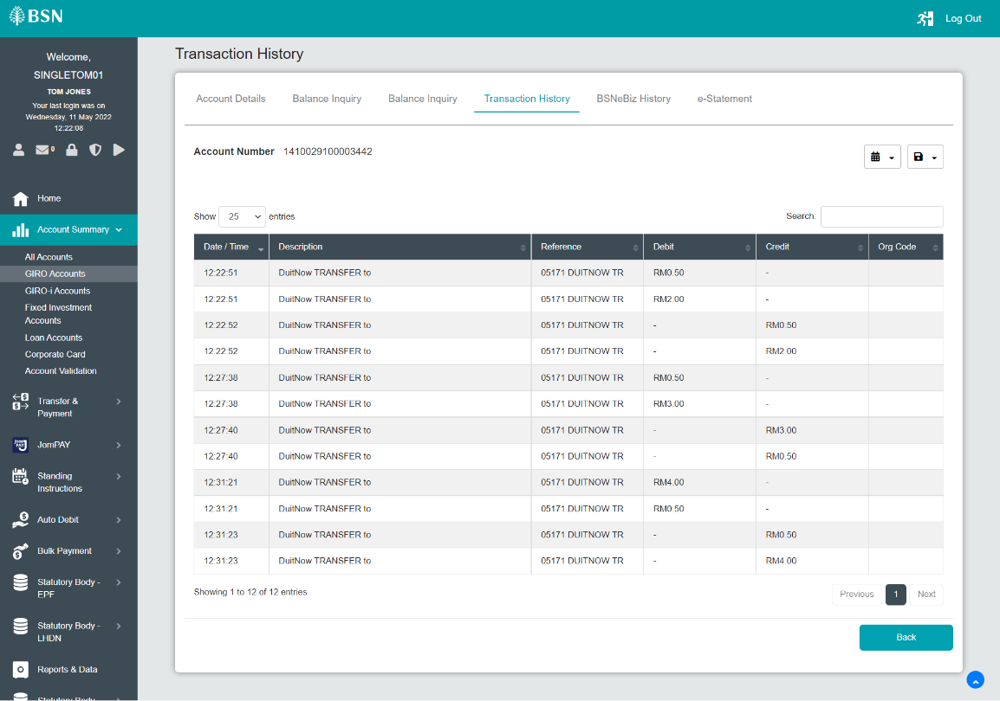 BSN
Log Out
Welcome,
SINGLETOM01
TOM JONES
Your last login was on
Wednesday, 11 May 2022
12:22:08
0
Home
Account Summary
All Accounts
GIRO Accounts
GIRO-i Accounts
Fixed Investment
Accounts
Loan Accounts
Corporate Card
Account Validation
Transfer &
Payment
JomPAY
Standing
Instructions
Auto Debit
Bulk Payment
Statutory Body -
EPF
Statutory Body -
LHDN
Reports & Data
Statutory Body
Transaction History
Account Details Balance Inquiry Balance Inquiry Transaction History BSNeBiz History e-Statement
Account Number 1410029100003442
Show 25 entries Search:
Date / Time Description Reference Debit Credit Org Code
12:22:51 DuitNow TRANSFER to 05171 DUITNOW TR RM0.50 -
12:22:51 DuitNow TRANSFER to 05171 DUITNOW TR RM2.00 -
12:22:52 DuitNow TRANSFER to 05171 DUITNOW TR - RM0.50
12:22:52 DuitNow TRANSFER to 05171 DUITNOW TR - RM2.00
12:27:38 DuitNow TRANSFER to 05171 DUITNOW TR RM0.50 -
12:27:38 DuitNow TRANSFER to 05171 DUITNOW TR RM3.00 -
12:27:40 DuitNow TRANSFER to 05171 DUITNOW TR - RM3.00
12:27:40 DuitNow TRANSFER to 05171 DUITNOW TR - RM0.50
12:31:21 DuitNow TRANSFER to 05171 DUITNOW TR RM4.00 -
12:31:21 DuitNow TRANSFER to 05171 DUITNOW TR RM0.50 -
12:31:23 DuitNow TRANSFER to 05171 DUITNOW TR - RM0.50
12:31:23 DuitNow TRANSFER to 05171 DUITNOW TR - RM4.00
Showing 1 to 12 of 12 entries Previous 1 Next
Back